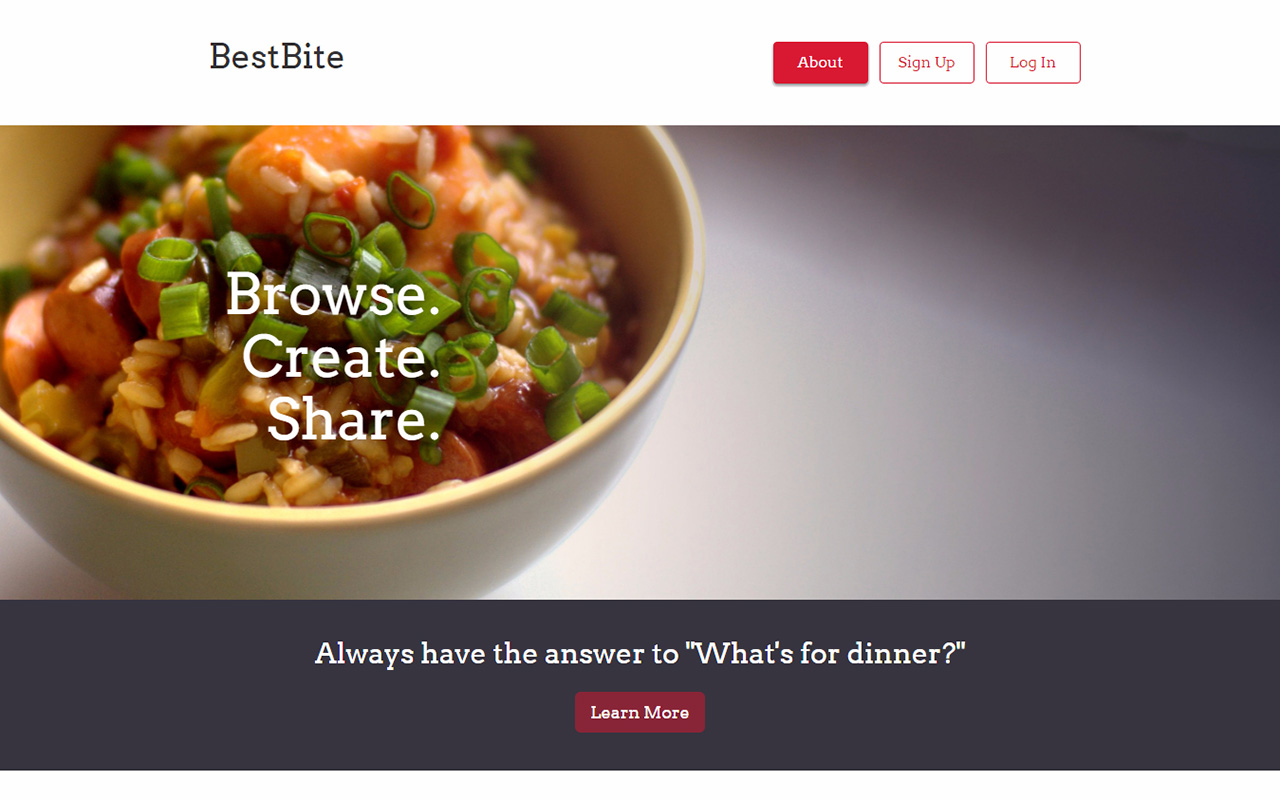 BestBite
About
Sign Up
Log In
Browse.
Create.
Share.
Always have the answer to "What's for dinner?"
Learn More